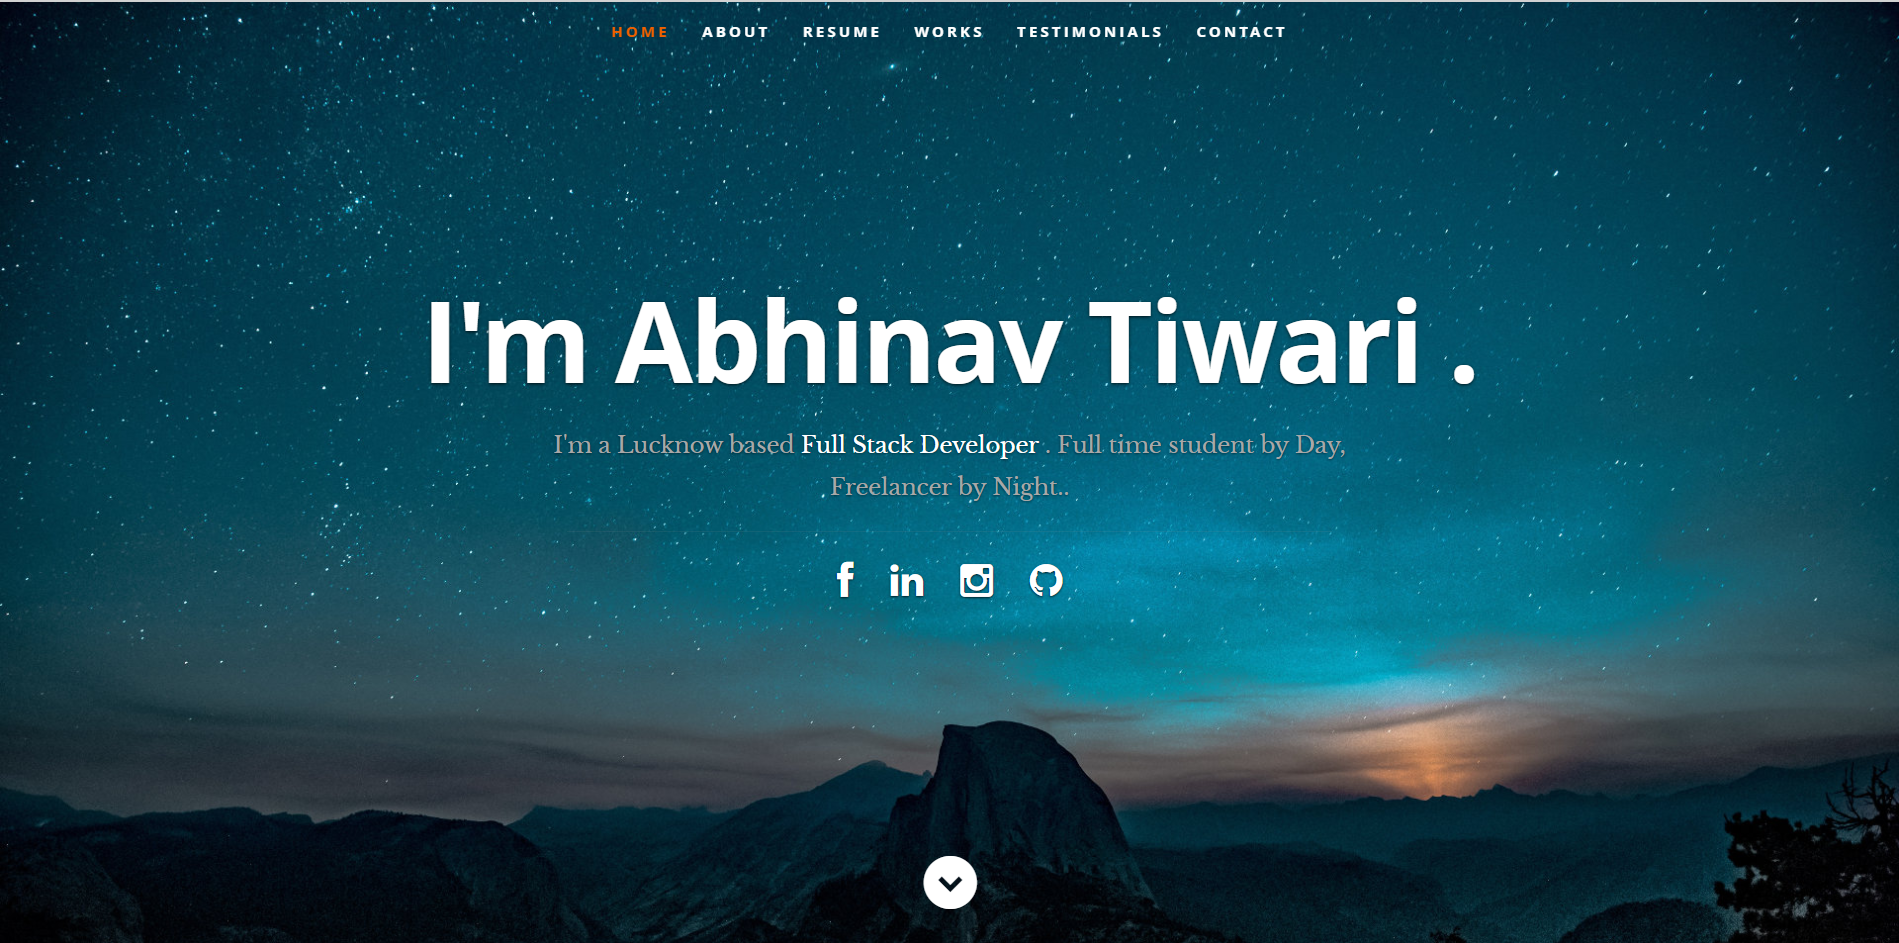 HOME ABOUT RESUME WORKS TESTIMONIALS CONTACT
I'm Abhinav Tiwari .
I'm a Lucknow based Full Stack Developer . Full time student by Day,
Freelancer by Night..